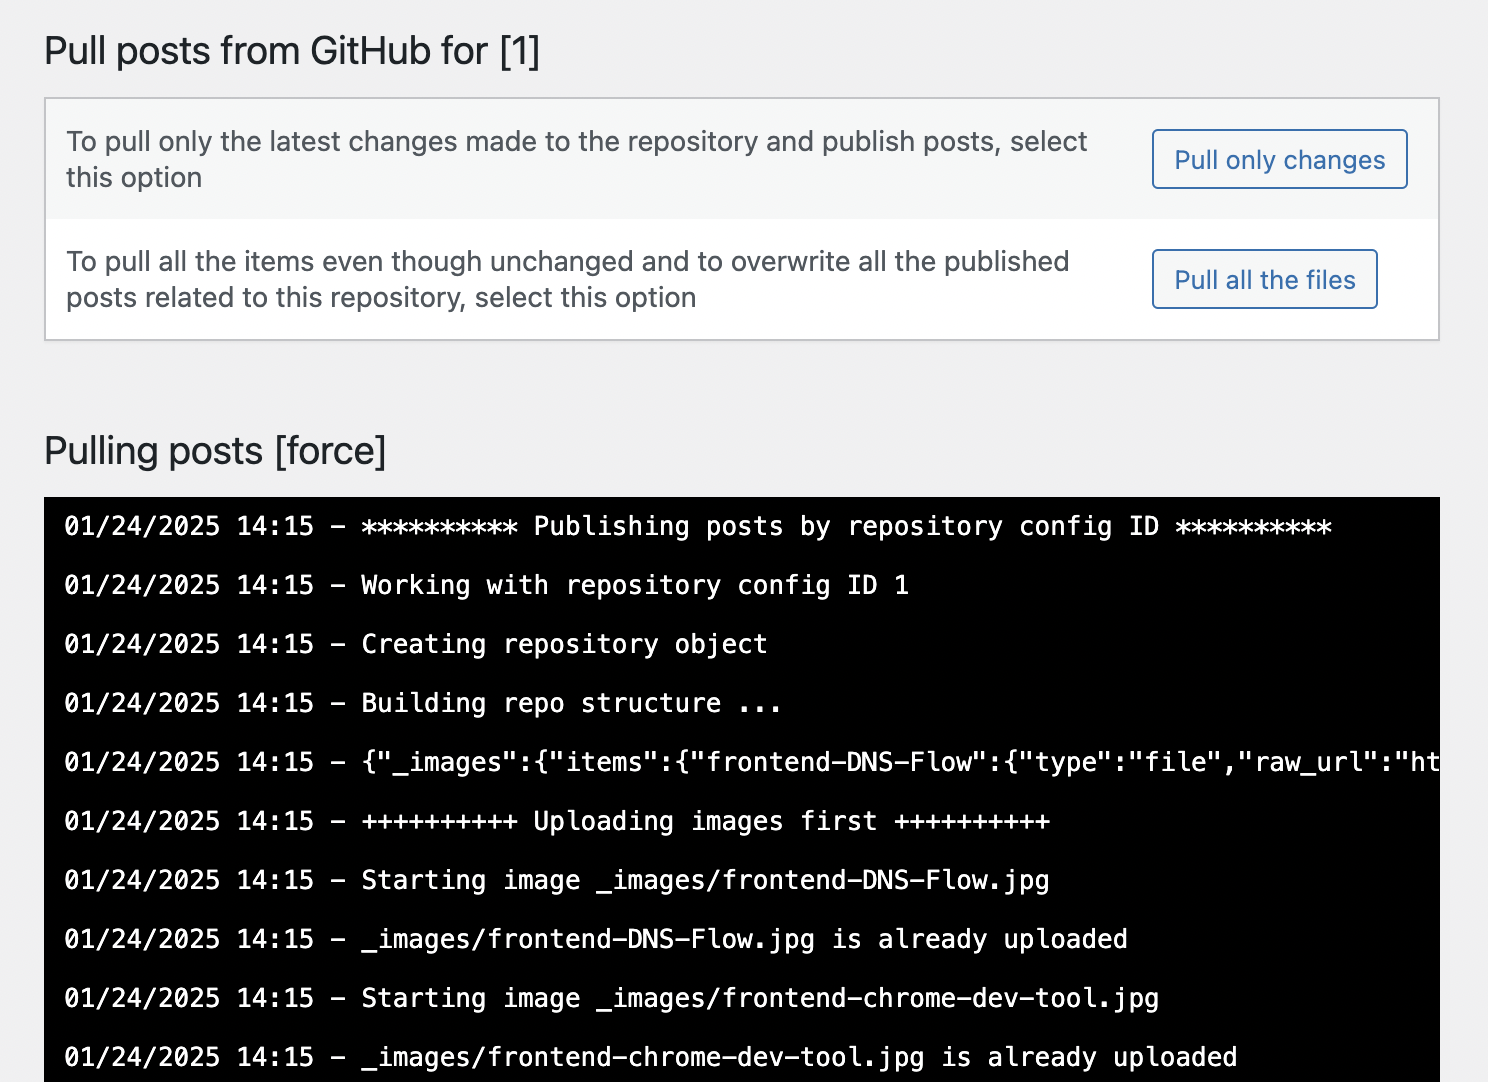 Pull posts from GitHub for [1]
To pull only the latest changes made to the repository and publish posts, select
this option
Pull only changes
To pull all the items even though unchanged and to overwrite all the published
posts related to this repository, select this option
Pull all the files
Pulling posts [force]
01/24/2025 14:15 – ********** Publishing posts by repository config ID **********
01/24/2025 14:15 – Working with repository config ID 1
01/24/2025 14:15 – Creating repository object
01/24/2025 14:15 – Building repo structure ...
01/24/2025 14:15 – {"_images":{"items":{"frontend-DNS-Flow":{"type":"file","raw_url":"ht
01/24/2025 14:15 – ++++++++++ Uploading images first ++++++++++
01/24/2025 14:15 – Starting image _images/frontend-DNS-Flow.jpg
01/24/2025 14:15 – _images/frontend-DNS-Flow.jpg is already uploaded
01/24/2025 14:15 – Starting image _images/frontend-chrome-dev-tool.jpg
01/24/2025 14:15 – _images/frontend-chrome-dev-tool.jpg is already uploaded